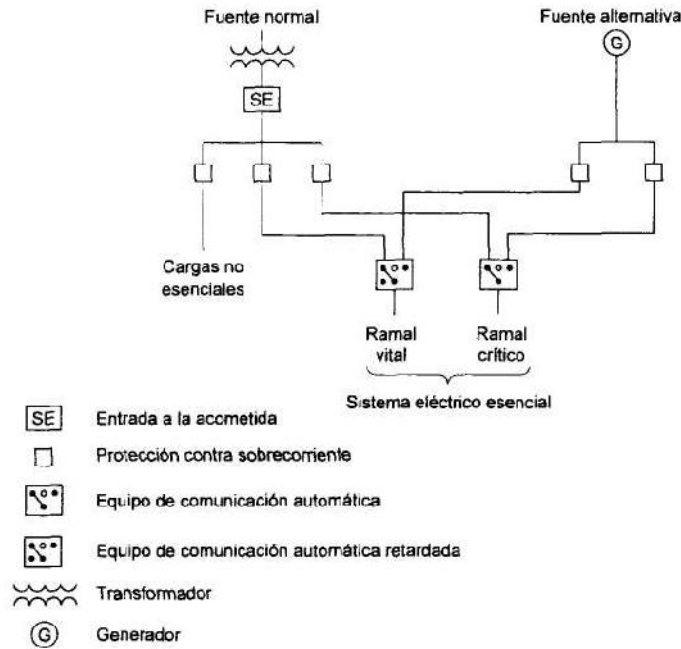 Fuente normal
Fuente alternativa
G
SE
Cargas no
esenciales
Ramal
vital
Ramal
crítico
Sistema eléctrico esencial
SE Entrada a la acometida
Protección contra sobrecorriente
Equipo de comunicación automática
Equipo de comunicación automática retardada
Transformador
G Generador